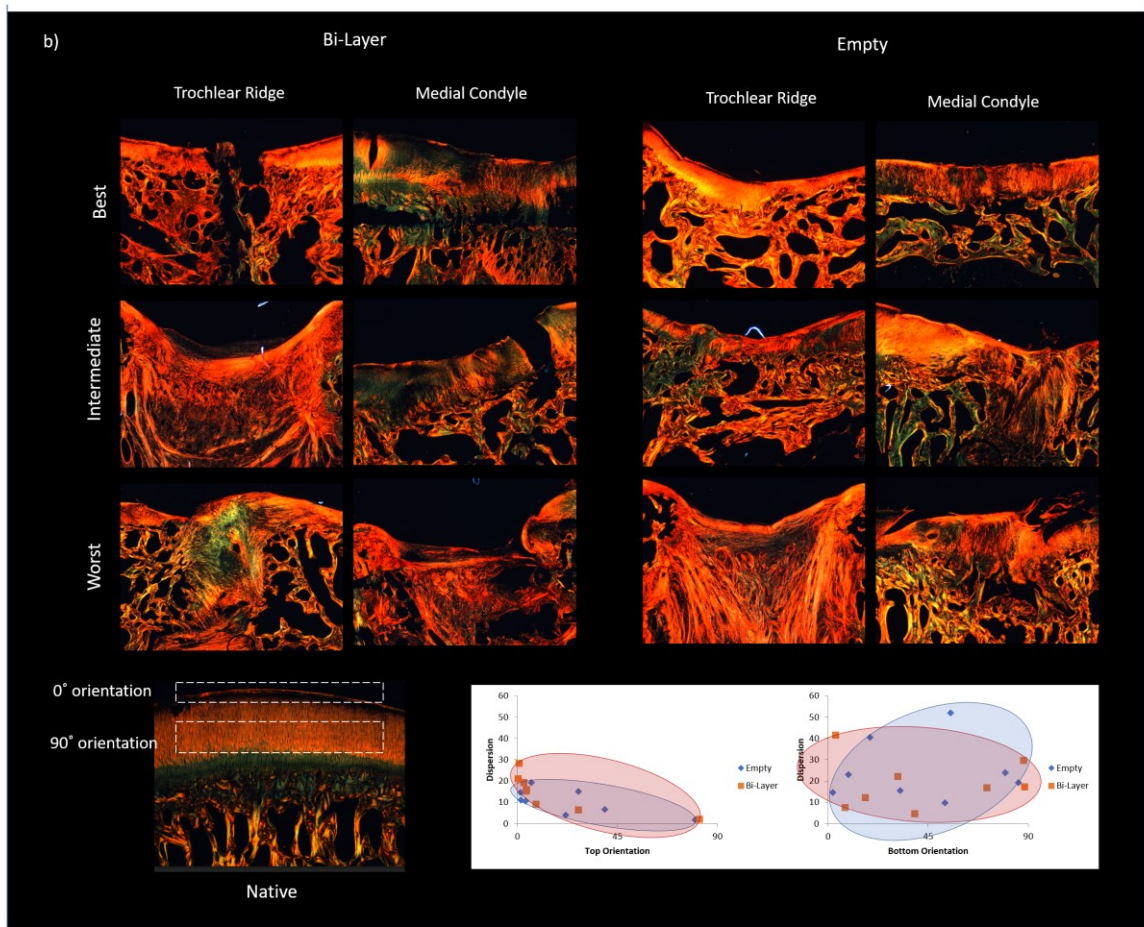 b)
Bi-Layer
Empty
Trochlear Ridge
Medial Condyle
Trochlear Ridge
Medial Condyle
Best
Intermediate
Worst
0° orientation
90° orientation
Native
60
50
40
30
20
10
0
Dispersion
0
45
90
Top Orientation
Empty
Bi-Layer
60
50
40
30
20
10
0
Dispersion
0
45
90
Bottom Orientation
Empty
Bi-Layer